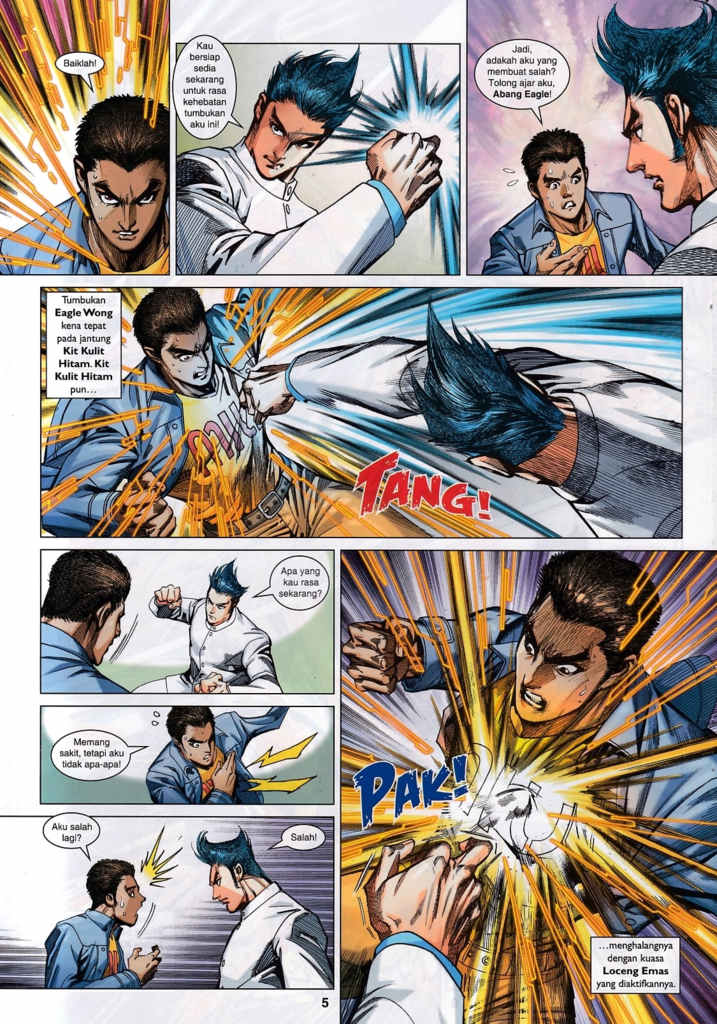 Baiklah!
Kau
bersiap
sedia
sekarang
untuk rasa
kehebatan
tumbukan
aku ini!
Jadi,
adakah aku yang
membuat salah?
Tolong ajar aku,
Abang Eagle!
Tumbukan
Eagle Wong
kena tepat
pada jantung
Kit Kulit
Hitam. Kit
Kulit Hitam
pun...
TANG!
Apa yang
kau rasa
sekarang?
Memang
sakit, tetapi aku
tidak apa-apa!
Aku salah
lagi?
Salah!
PAK!
...menghalangnya
dengan kuasa
Loceng Emas
yang diaktifkannya.
5